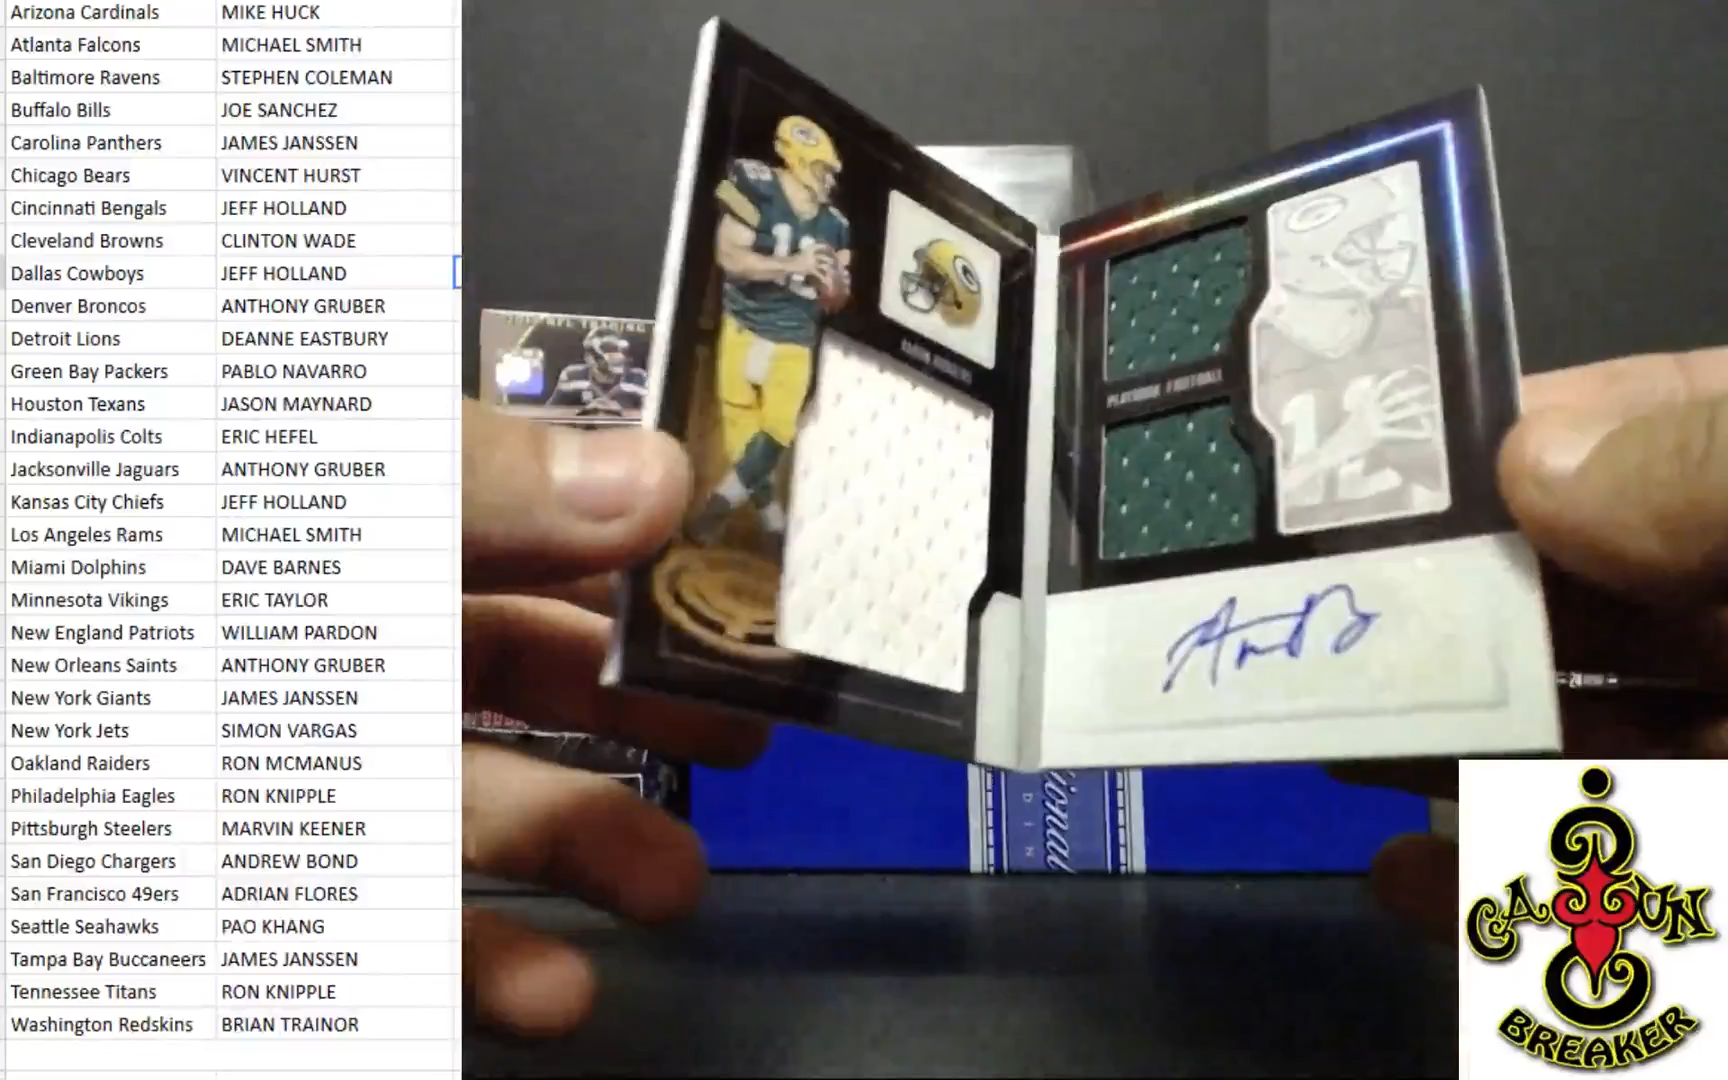 Arizona Cardinals MIKE HUCK
Atlanta Falcons MICHAEL SMITH
Baltimore Ravens STEPHEN COLEMAN
Buffalo Bills JOE SANCHEZ
Carolina Panthers JAMES JANSSEN
Chicago Bears VINCENT HURST
Cincinnati Bengals JEFF HOLLAND
Cleveland Browns CLINTON WADE
Dallas Cowboys JEFF HOLLAND
Denver Broncos ANTHONY GRUBER
Detroit Lions DEANNE EASTBURY
Green Bay Packers PABLO NAVARRO
Houston Texans JASON MAYNARD
Indianapolis Colts ERIC HEFEL
Jacksonville Jaguars ANTHONY GRUBER
Kansas City Chiefs JEFF HOLLAND
Los Angeles Rams MICHAEL SMITH
Miami Dolphins DAVE BARNES
Minnesota Vikings ERIC TAYLOR
New England Patriots WILLIAM PARDON
New Orleans Saints ANTHONY GRUBER
New York Giants JAMES JANSSEN
New York Jets SIMON VARGAS
Oakland Raiders RON MCMANUS
Philadelphia Eagles RON KNIPPLE
Pittsburgh Steelers MARVIN KEENER
San Diego Chargers ANDREW BOND
San Francisco 49ers ADRIAN FLORES
Seattle Seahawks PAO KHANG
Tampa Bay Buccaneers JAMES JANSSEN
Tennessee Titans RON KNIPPLE
Washington Redskins BRIAN TRAINOR
AARON RODGERS
PLAYBOOK FOOTBALL
12
CAJUN
BREAKER